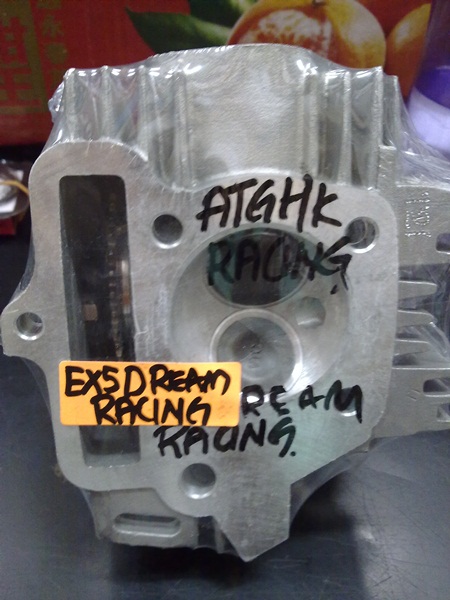 ATGHK
RACING
EX5 DREAM
RACING
REAM
RACING.